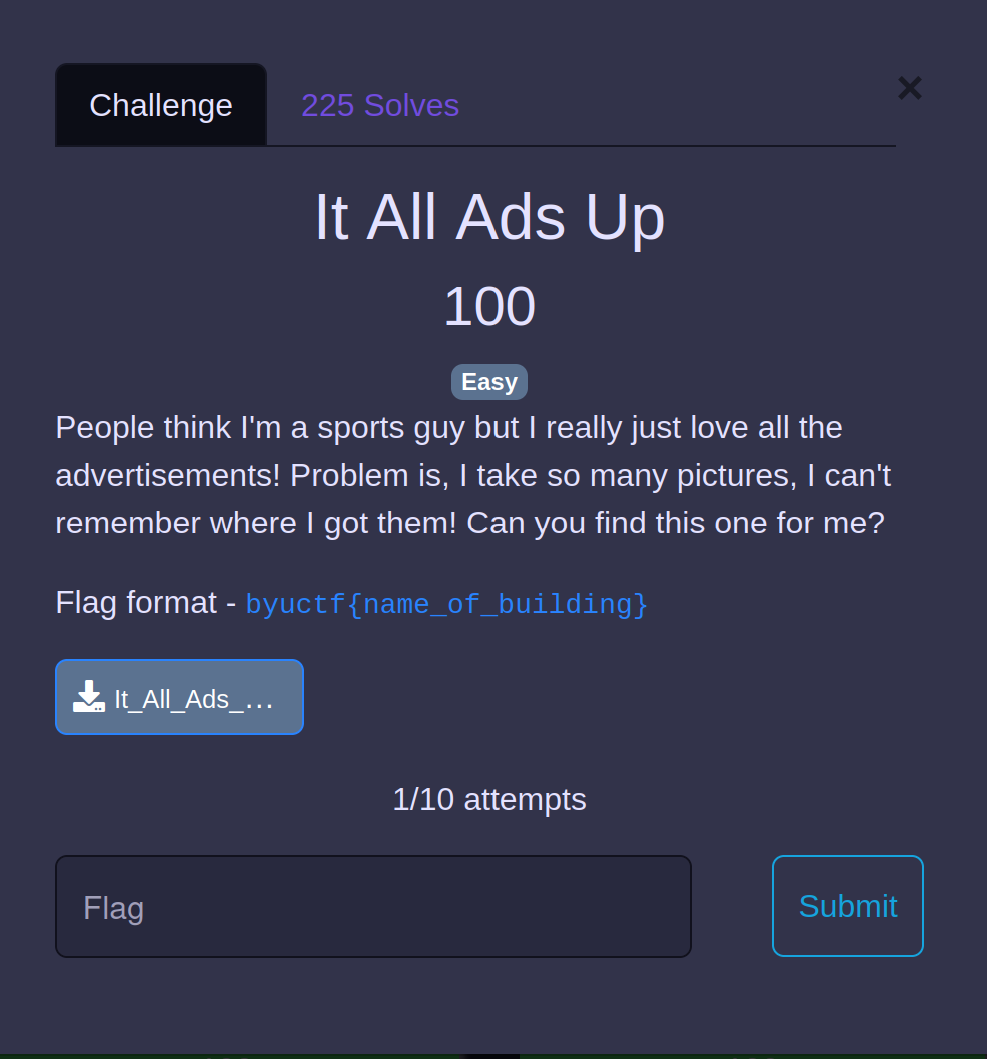 Challenge
225 Solves
×
It All Ads Up
100
Easy
People think I'm a sports guy but I really just love all the
advertisements! Problem is, I take so many pictures, I can't
remember where I got them! Can you find this one for me?
Flag format - byuctf{name_of_building}
It_All_Ads_...
1/10 attempts
Flag
Submit